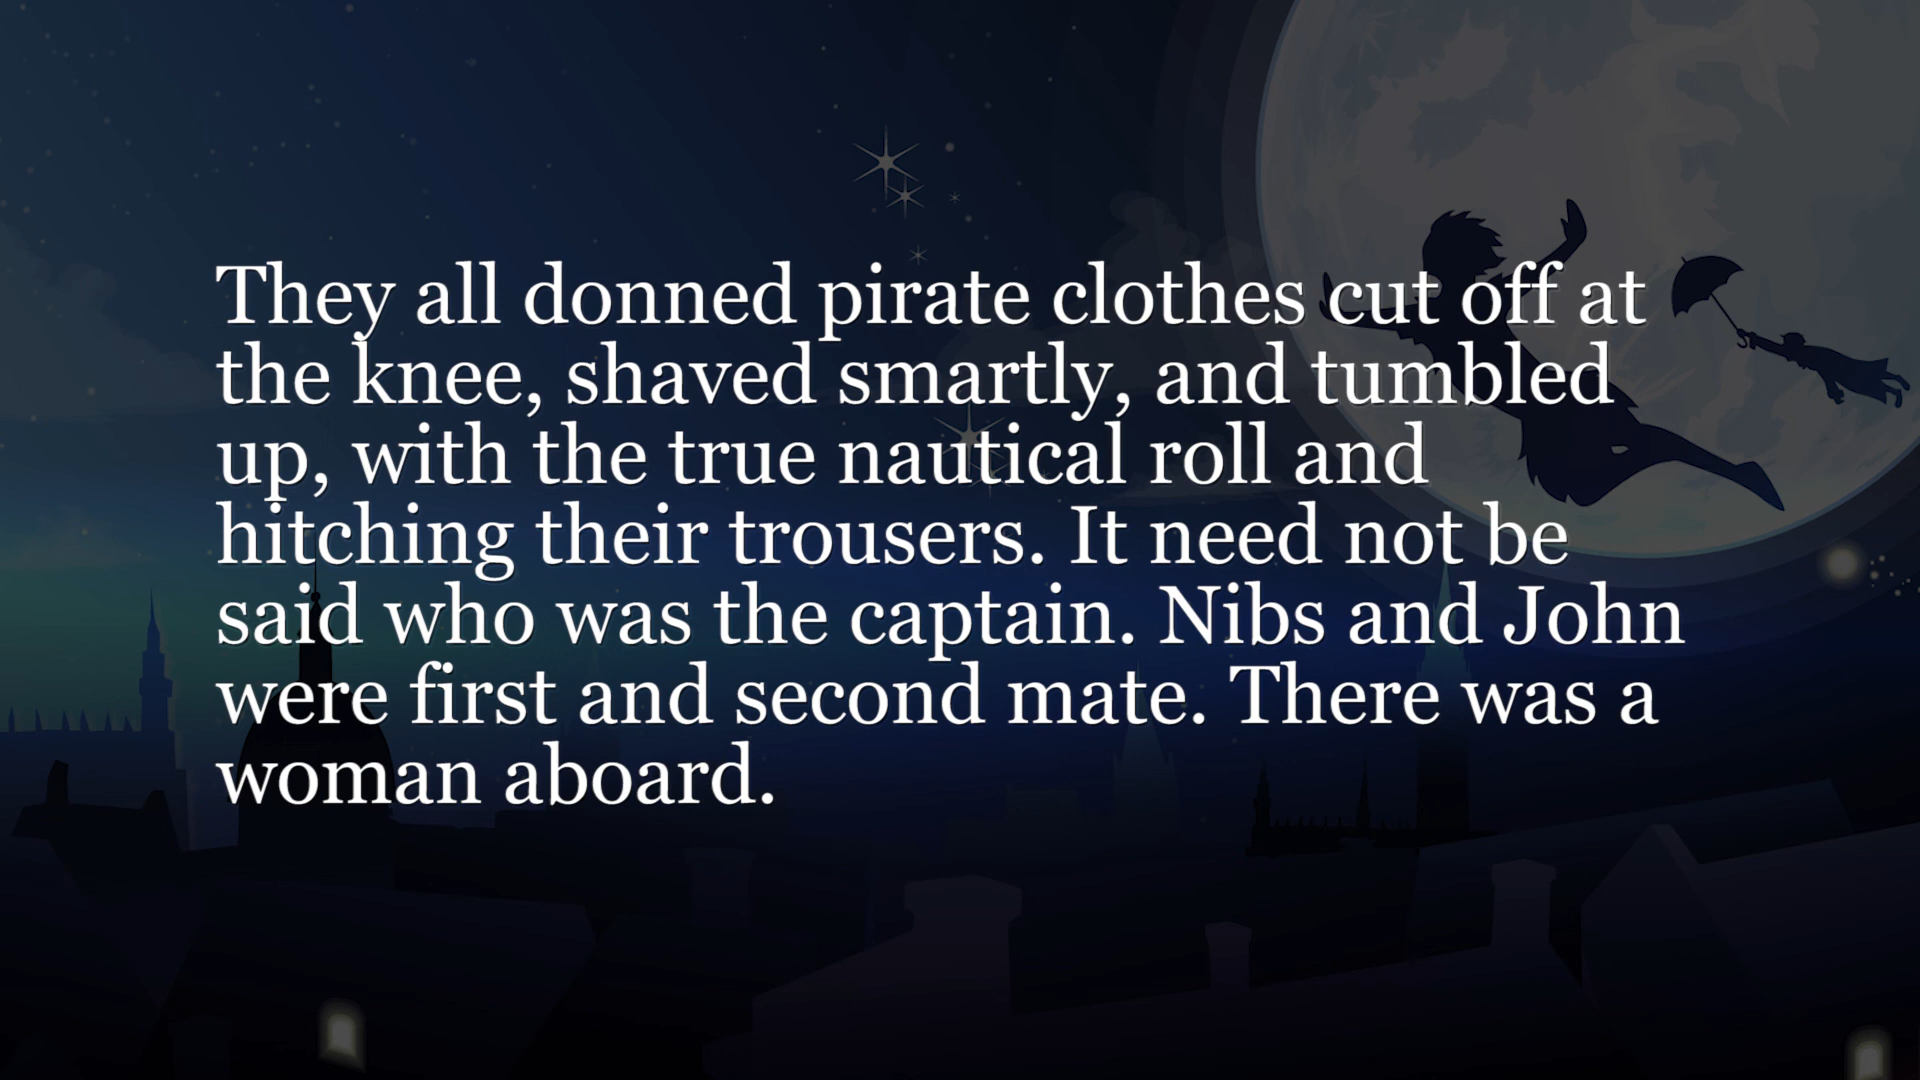 They all donned pirate clothes cut off at
the knee, shaved smartly, and tumbled
up, with the true nautical roll and
hitching their trousers. It need not be
said who was the captain. Nibs and John
were first and second mate. There was a
woman aboard.